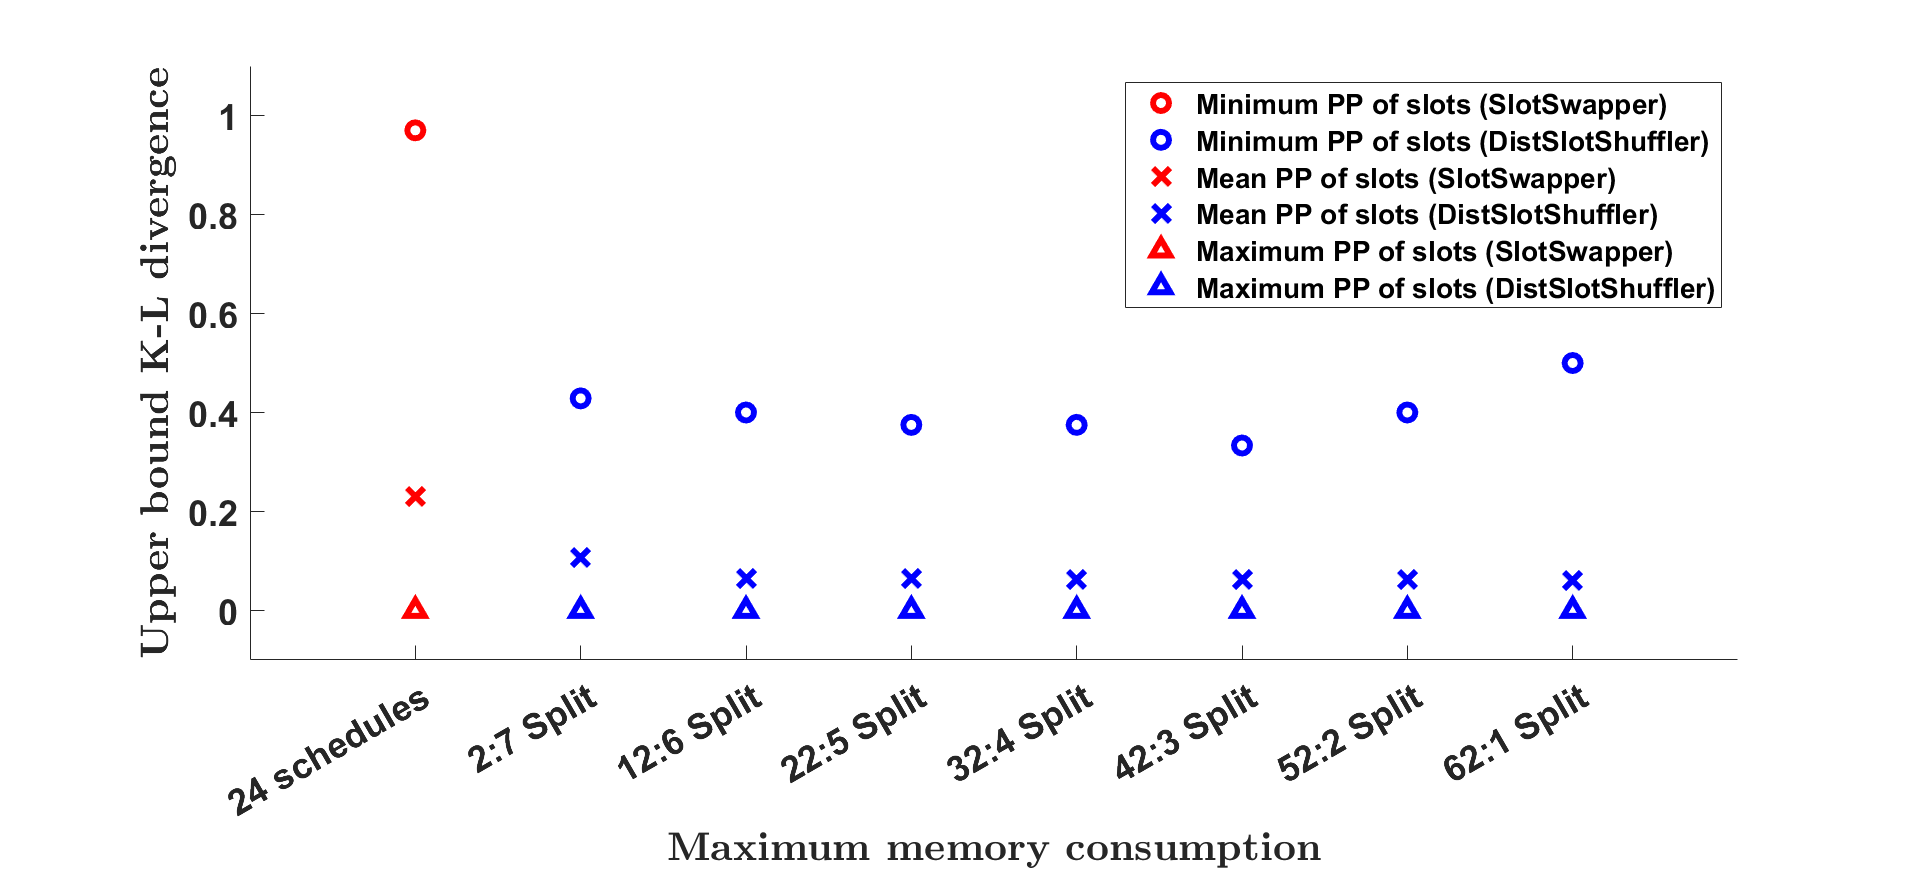 Upper bound K-L divergence
1
0.8
0.6
0.4
0.2
0
Minimum PP of slots (SlotSwapper)
Minimum PP of slots (DistSlotShuffler)
Mean PP of slots (SlotSwapper)
Mean PP of slots (DistSlotShuffler)
Maximum PP of slots (SlotSwapper)
Maximum PP of slots (DistSlotShuffler)
24 schedules
2:7 Split
12:6 Split
22:5 Split
32:4 Split
42:3 Split
52:2 Split
62:1 Split
Maximum memory consumption